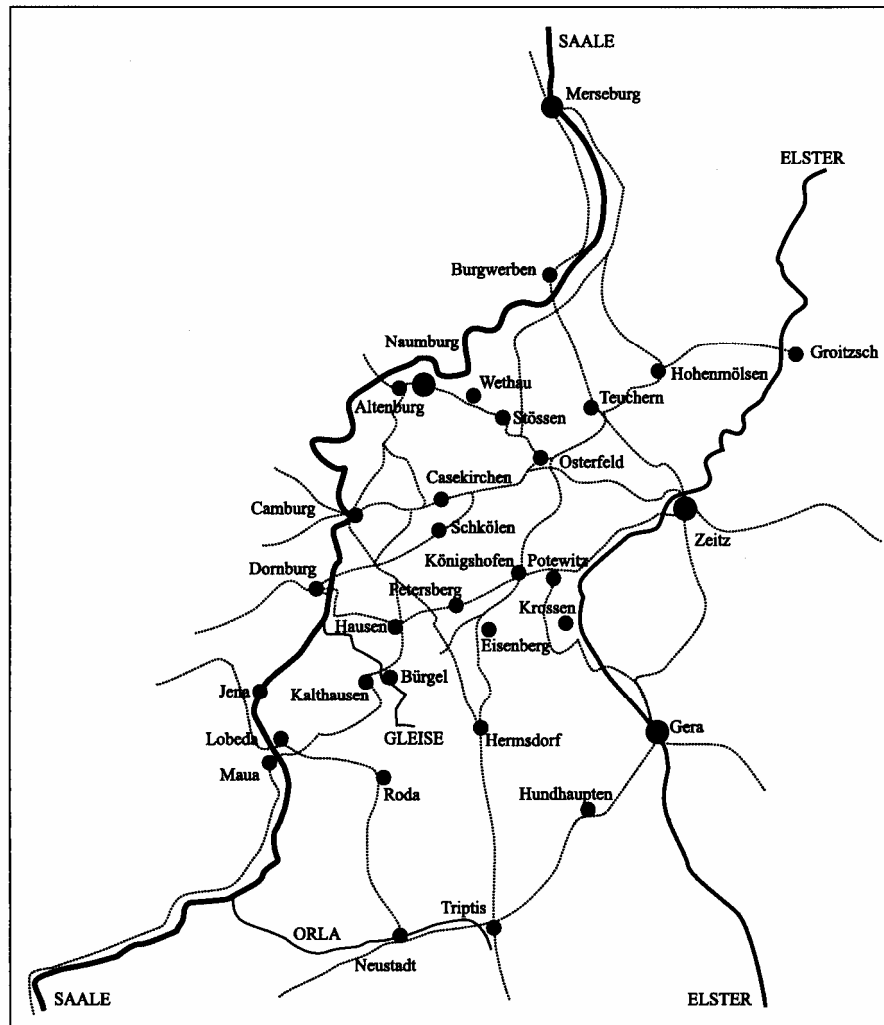 SAALE
Merseburg
ELSTER
Burgwerben
Naumburg
Groitzsch
Hohenmölsen
Wethau
Altenburg
Teuchern
Stössen
Osterfeld
Casekirchen
Camburg
Schkölen
Zeitz
Königshofen
Potewitz
Dornburg
Petersberg
Krossen
Hausen
Eisenberg
Bürgel
Jena
Kalthausen
Lobeda
GLEISE
Hermsdorf
Gera
Maua
Roda
Hundhaupten
Triptis
ORLA
Neustadt
SAALE
ELSTER